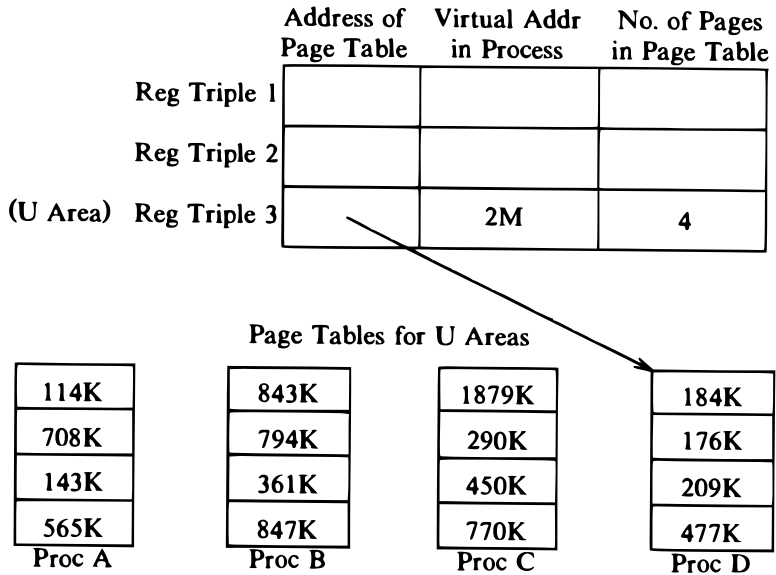 Address of Virtual Addr No. of Pages
Page Table in Process in Page Table
Reg Triple 1
Reg Triple 2
(U Area) Reg Triple 3 2M 4
Page Tables for U Areas
114K 843K 1879K 184K
708K 794K 290K 176K
143K 361K 450K 209K
565K 847K 770K 477K
Proc A Proc B Proc C Proc D